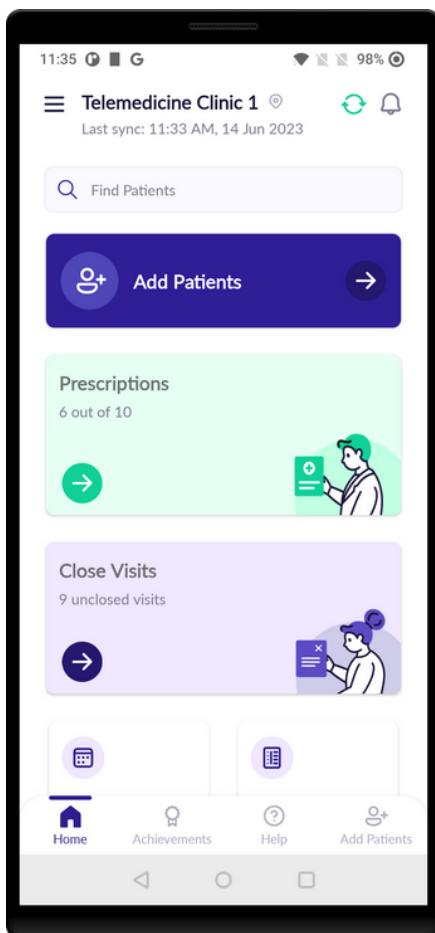 11:35 G 98%
Telemedicine Clinic 1
Last sync: 11:33 AM, 14 Jun 2023
Find Patients
Add Patients
Prescriptions
6 out of 10
Close Visits
9 unclosed visits
Home Achievements Help Add Patients